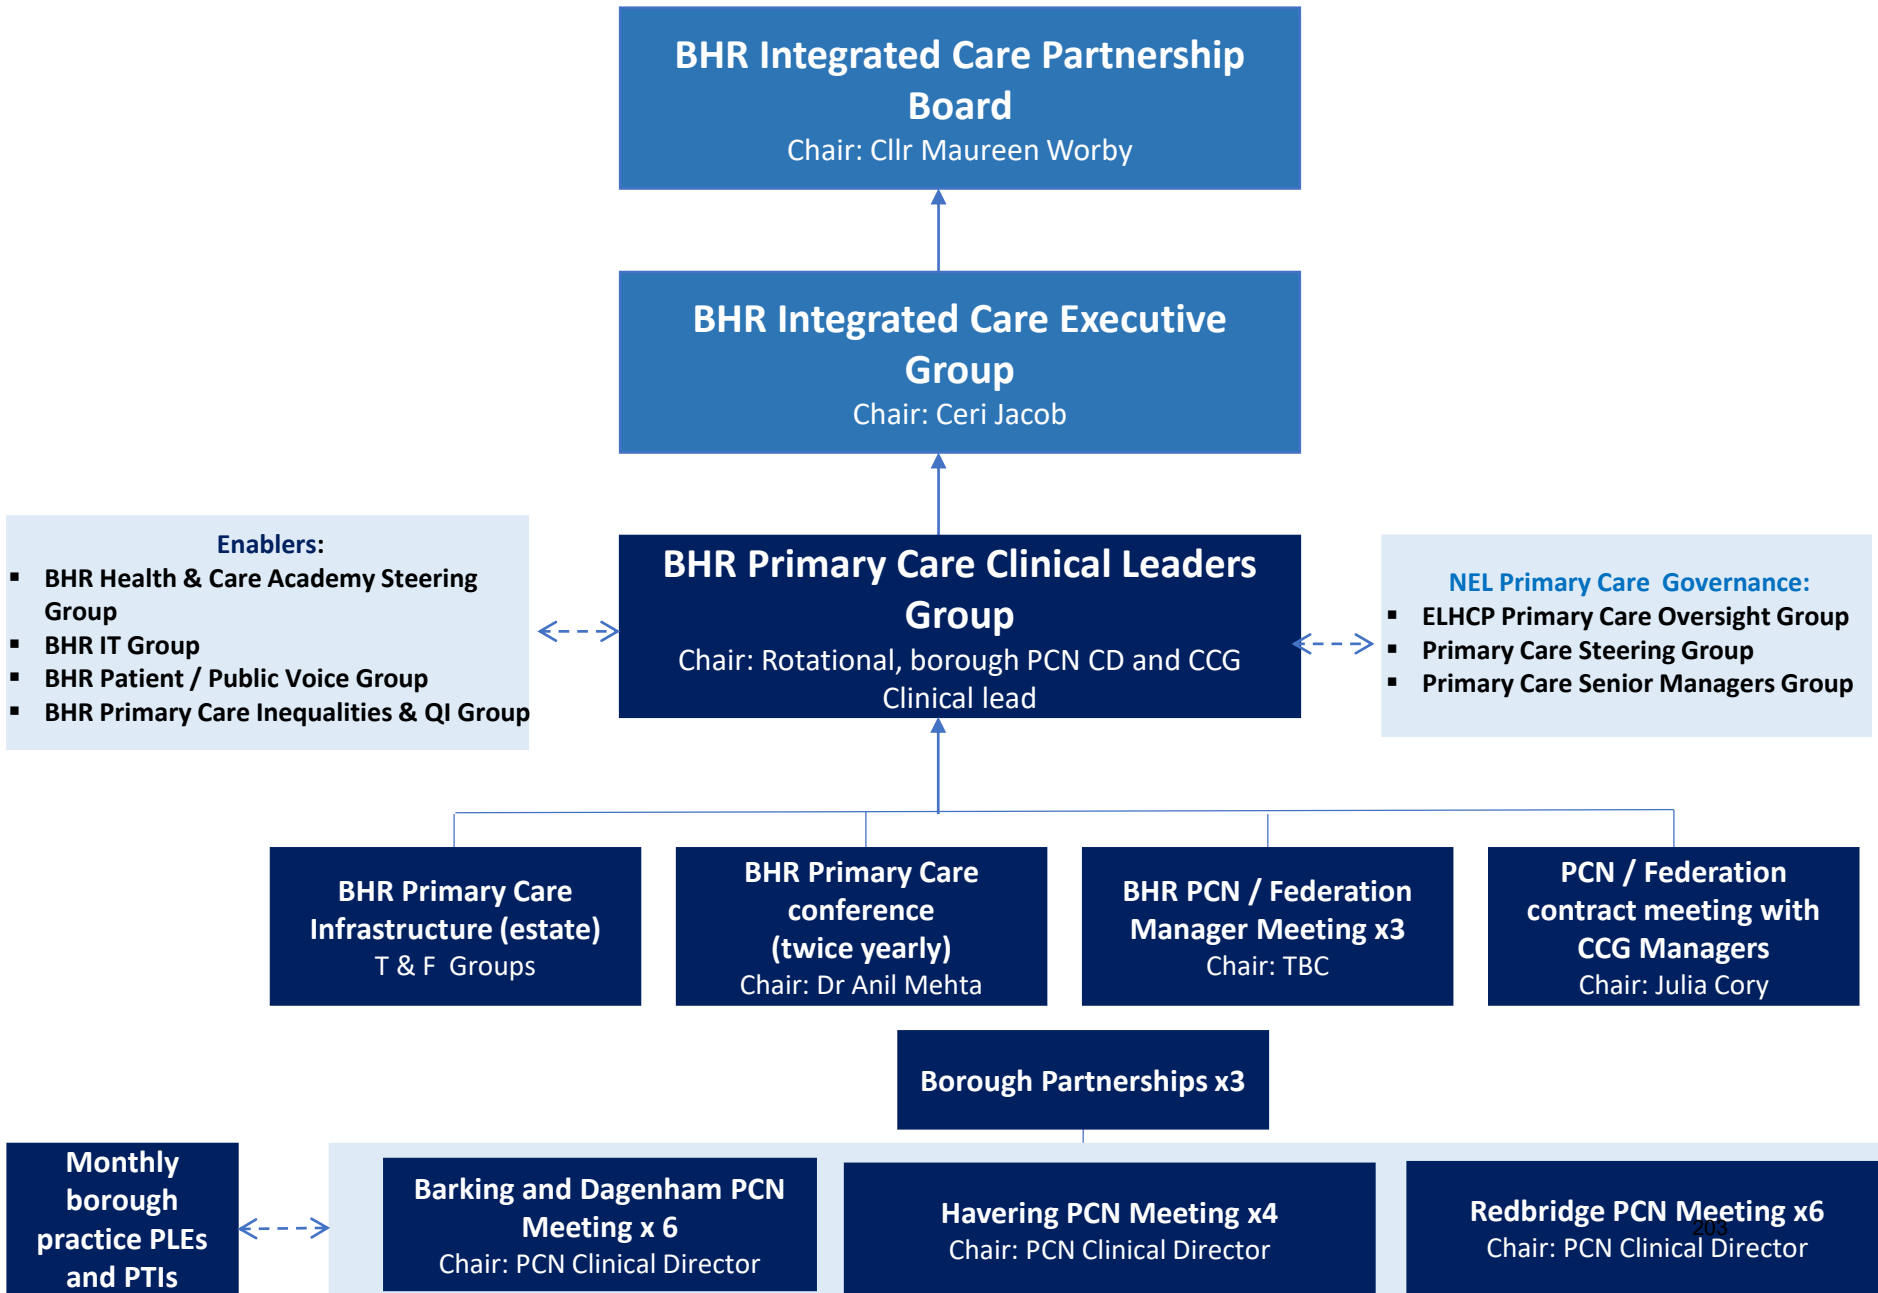 BHR Integrated Care Partnership
Board
Chair: Cllr Maureen Worby
BHR Integrated Care Executive
Group
Chair: Ceri Jacob
Enablers:
▪ BHR Health & Care Academy Steering
Group
▪ BHR IT Group
▪ BHR Patient / Public Voice Group
▪ BHR Primary Care Inequalities & QI Group
BHR Primary Care Clinical Leaders
Group
Chair: Rotational, borough PCN CD and CCG
Clinical lead
NEL Primary Care  Governance:
▪ ELHCP Primary Care Oversight Group
▪ Primary Care Steering Group
▪ Primary Care Senior Managers Group
BHR Primary Care
Infrastructure (estate)
T & F  Groups
BHR Primary Care
conference
(twice yearly)
Chair: Dr Anil Mehta
BHR PCN / Federation
Manager Meeting x3
Chair: TBC
PCN / Federation
contract meeting with
CCG Managers
Chair: Julia Cory
Borough Partnerships x3
Monthly
borough
practice PLEs
and PTIs
Barking and Dagenham PCN
Meeting x 6
Chair: PCN Clinical Director
Havering PCN Meeting x4
Chair: PCN Clinical Director
Redbridge PCN Meeting x6
Chair: PCN Clinical Director
203